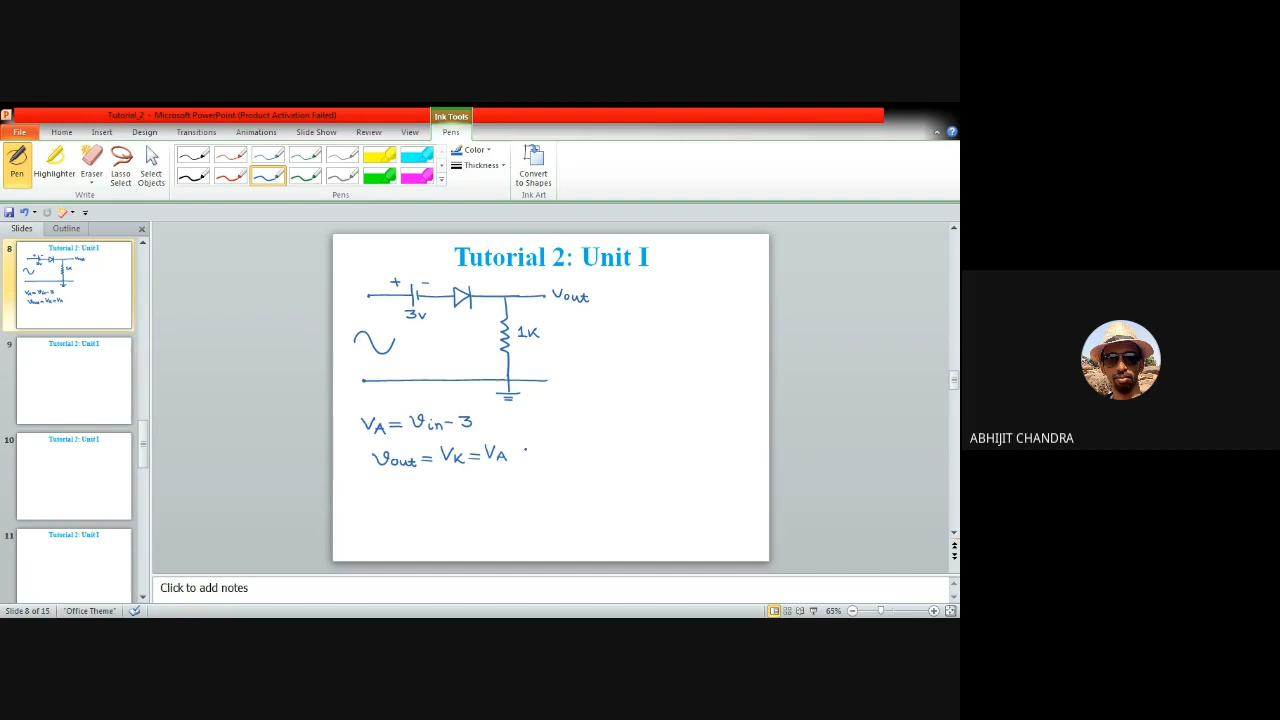 Tutorial_2 - Microsoft PowerPoint (Product Activation Failed)
Ink Tools
File Home Insert Design Transitions Animations Slide Show Review View Pens
Pen Highlighter Eraser Lasso Select Select Objects
Color
Thickness
Convert to Shapes
Write Pens Ink Art
Slides Outline
8 Tutorial 2: Unit I
9 Tutorial 2: Unit I
10 Tutorial 2: Unit I
11 Tutorial 2: Unit I
Tutorial 2: Unit I
+ -
Vout
3v
1K
VA = Vin - 3
Vout = VK = VA
Click to add notes
Slide 8 of 15 "Office Theme" 65%
ABHIJIT CHANDRA